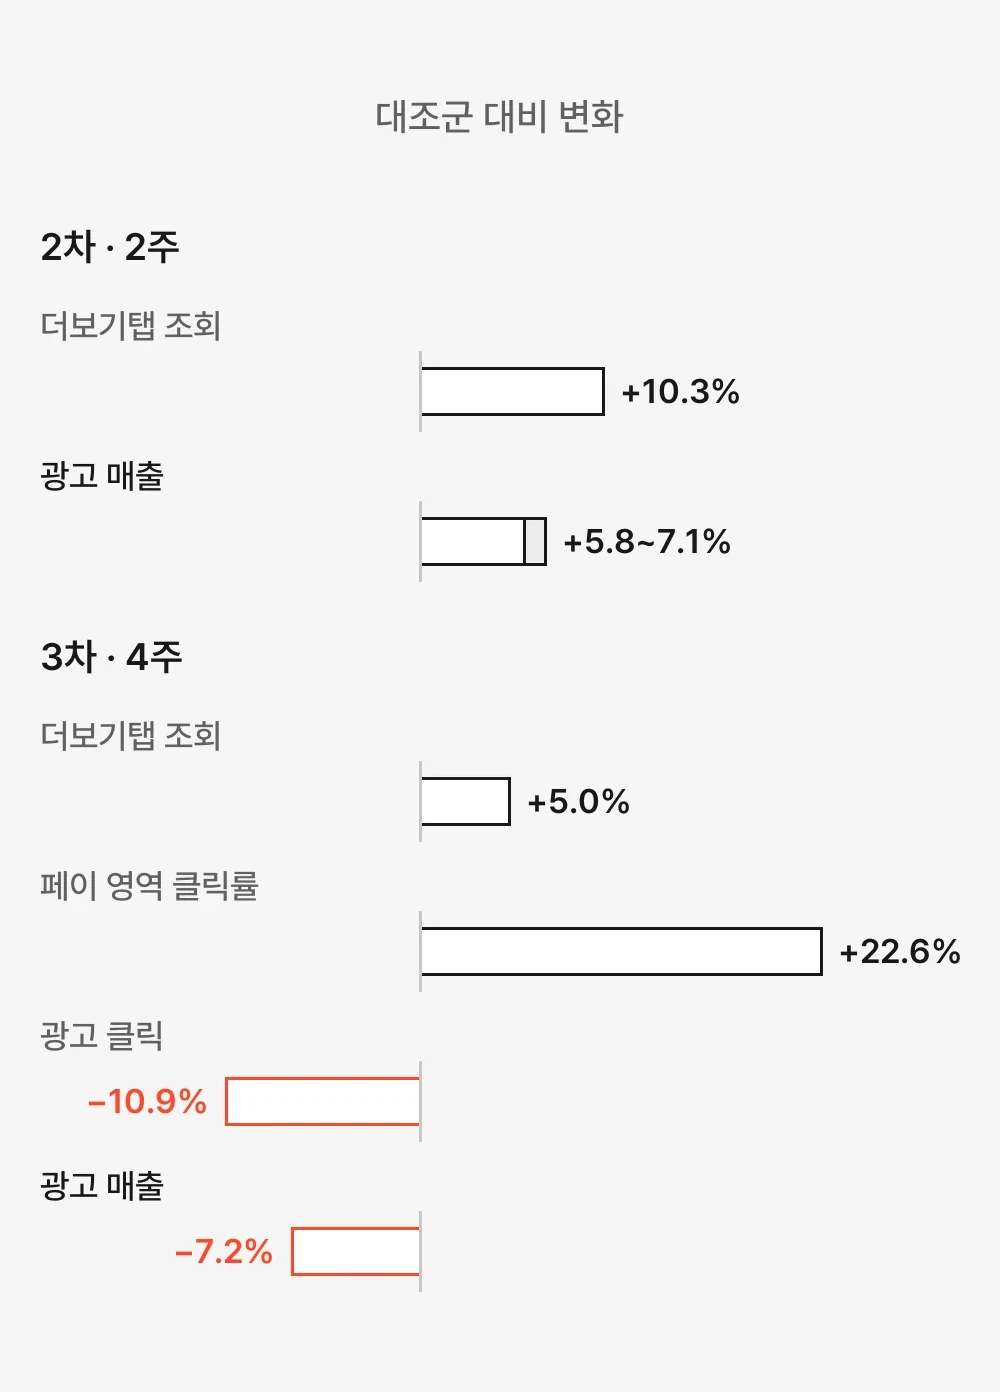 대조군 대비 변화
2차 · 2주
더보기탭 조회
+10.3%
광고 매출
+5.8~7.1%
3차 · 4주
더보기탭 조회
+5.0%
페이 영역 클릭률
+22.6%
광고 클릭
−10.9%
광고 매출
−7.2%